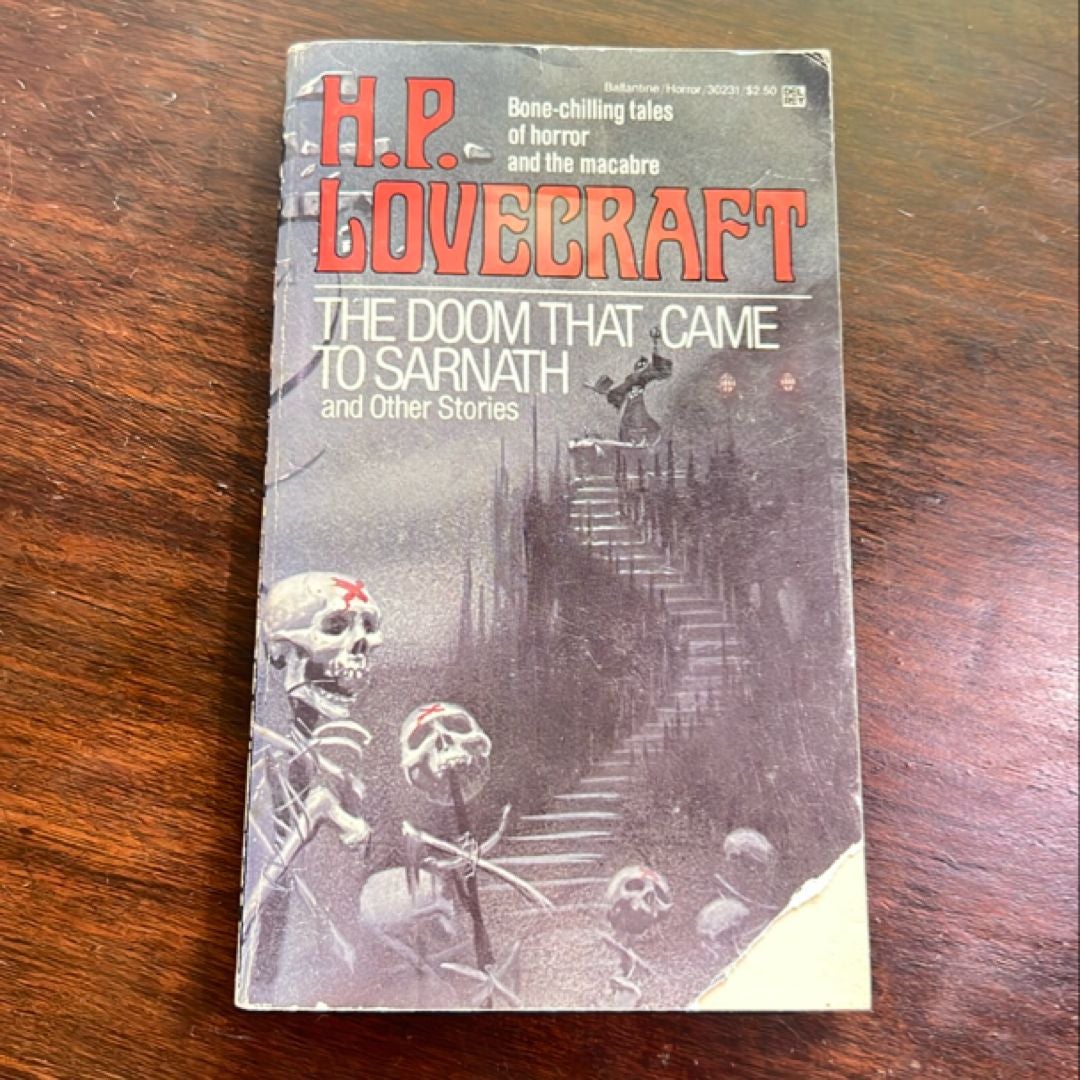 Ballantine/Horror/30231/$2.50
DEL
REY
H.P.
Bone-chilling tales
of horror
and the macabre
LOVECRAFT
THE DOOM THAT CAME
TO SARNATH
and Other Stories